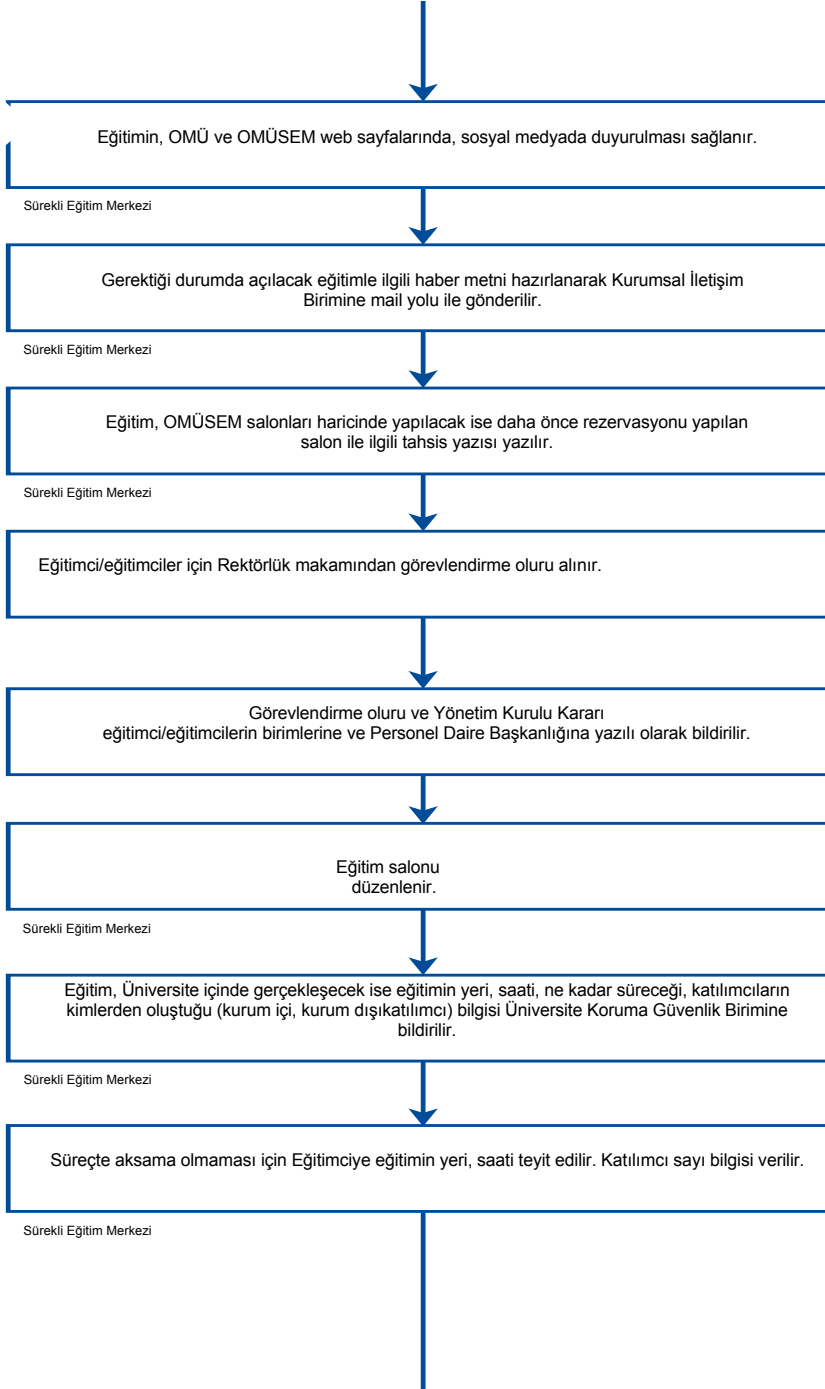 Eğitimin, OMÜ ve OMÜSEM web sayfalarında, sosyal medyada duyurulması sağlanır.
Sürekli Eğitim Merkezi
Gerektiği durumda açılacak eğitimle ilgili haber metni hazırlanarak Kurumsal İletişim
Birimine mail yolu ile gönderilir.
Sürekli Eğitim Merkezi
Eğitim, OMÜSEM salonları haricinde yapılacak ise daha önce rezervasyonu yapılan
salon ile ilgili tahsis yazısı yazılır.
Sürekli Eğitim Merkezi
Eğitimci/eğitimciler için Rektörlük makamından görevlendirme oluru alınır.
Görevlendirme oluru ve Yönetim Kurulu Kararı
eğitimci/eğitimcilerin birimlerine ve Personel Daire Başkanlığına yazılı olarak bildirilir.
Eğitim salonu
düzenlenir.
Sürekli Eğitim Merkezi
Eğitim, Üniversite içinde gerçekleşecek ise eğitimin yeri, saati, ne kadar süreceği, katılımcıların
kimlerden oluştuğu (kurum içi, kurum dışıkatılımcı) bilgisi Üniversite Koruma Güvenlik Birimine
bildirilir.
Sürekli Eğitim Merkezi
Süreçte aksama olmaması için Eğitimciye eğitimin yeri, saati teyit edilir. Katılımcı sayı bilgisi verilir.
Sürekli Eğitim Merkezi